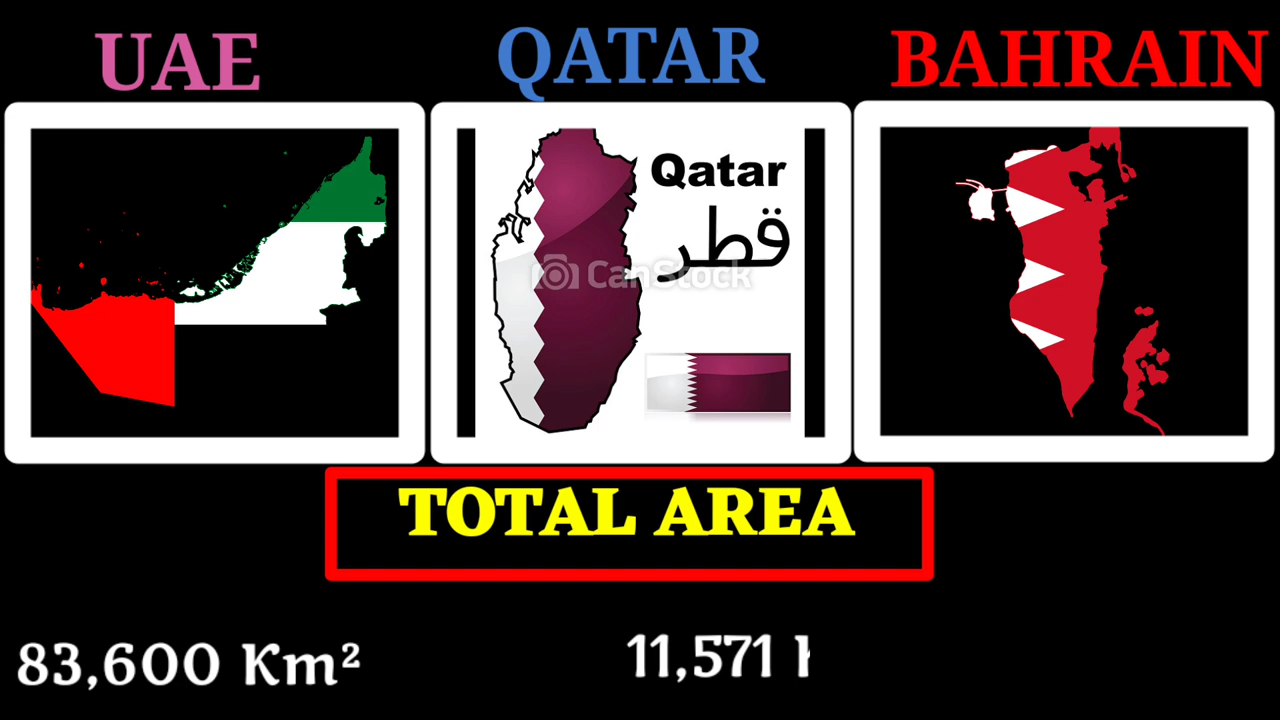 UAE
QATAR
BAHRAIN
Qatar
قطر
CanStock
TOTAL AREA
83,600 Km²
11,571